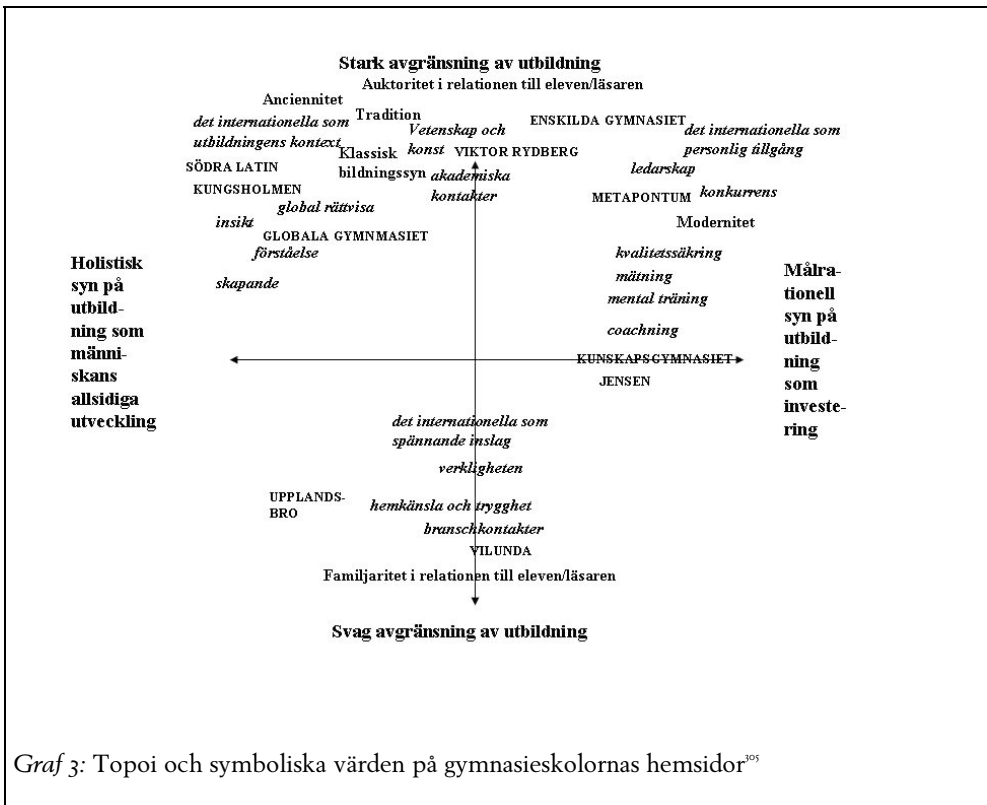 Stark avgränsning av utbildning
Auktoritet i relationen till eleven/läsaren
Anciennitet
Tradition
det internationella som
utbildningens kontext
Vetenskap och
konst
ENSKILDA GYMNASIET
det internationella som
personlig tillgång
Klassisk
bildningssyn
VIKTOR RYDBERG
SÖDRA LATIN
akademiska
kontakter
ledarskap
KUNGSHOLMEN
METAPONTUM
konkurrens
global rättvisa
insikt
Modernitet
GLOBALA GYMNMASIET
förståelse
kvalitetssäkring
skapande
mätning
mental träning
coachning
Holistisk
syn på
utbild-
ning som
männi-
skans
allsidiga
utveckling
Målra-
tionell
syn på
utbild-
ning
som
investe-
ring
KUNSKAPSGYMNASIET
JENSEN
det internationella som
spännande inslag
verkligheten
UPPLANDS-
BRO
hemkänsla och trygghet
branschkontakter
VILUNDA
Familjaritet i relationen till eleven/läsaren
Svag avgränsning av utbildning
Graf 3: Topoi och symboliska värden på gymnasieskolornas hemsidor³⁰⁵